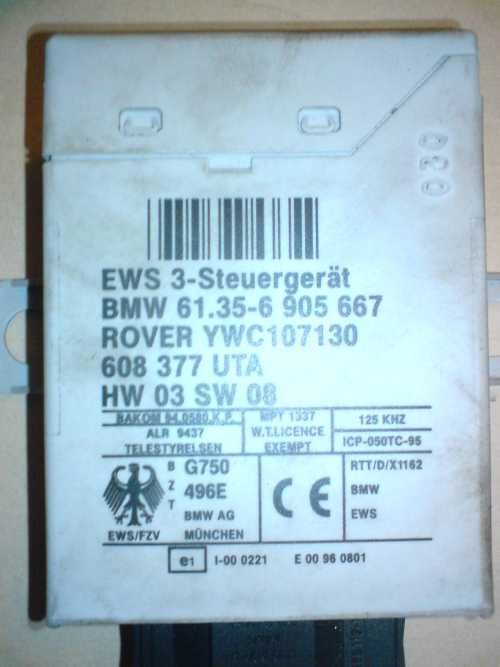 030
EWS 3-Steuergerät
BMW 61.35-6 905 667
ROVER YWC107130
608 377 UTA
HW 03 SW 08
BAKOM 94.0580.K.P. MPT 1337 125 KHZ
ALR 9437 W.T.LICENCE
TELESTYRELSEN EXEMPT ICP-050TC-95
B G750 RTT/D/X1162
Z 496E BMW
T BMW AG EWS
EWS/FZV MÜNCHEN
CE
e1 I-00 0221 E 00 96 0801